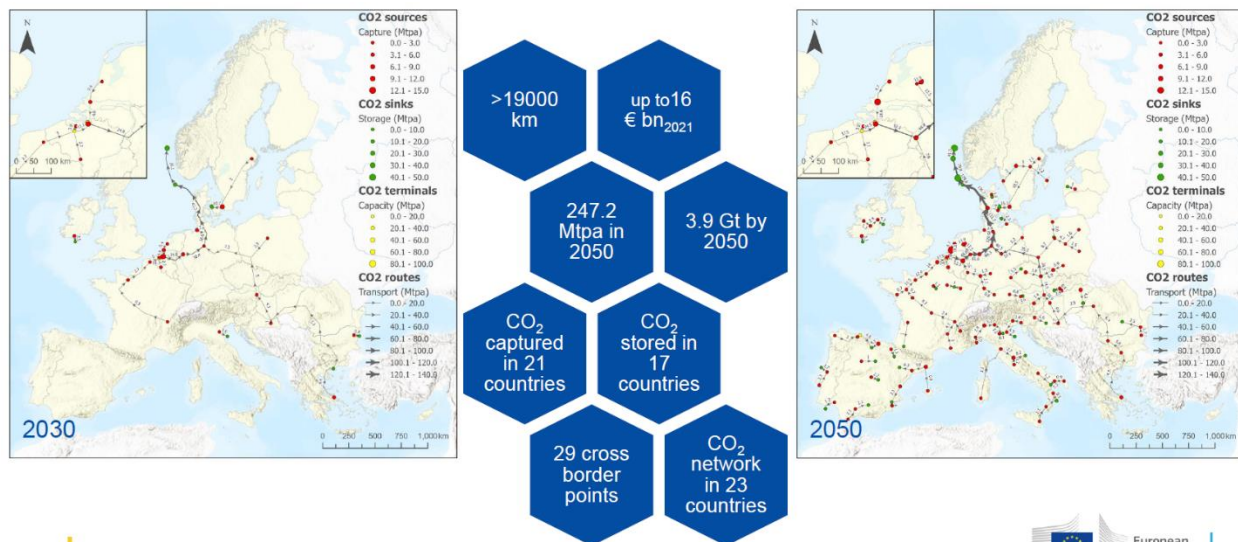 N
0 50 100 km
CO2 sources
Capture (Mtpa)
0.0 - 3.0
3.1 - 6.0
6.1 - 9.0
9.1 - 12.0
12.1 - 15.0
CO2 sinks
Storage (Mtpa)
0.0 - 10.0
10.1 - 20.0
20.1 - 30.0
30.1 - 40.0
40.1 - 50.0
CO2 terminals
Capacity (Mtpa)
0.0 - 20.0
20.1 - 40.0
40.1 - 60.0
60.1 - 80.0
80.1 - 100.0
CO2 routes
Transport (Mtpa)
0.0 - 20.0
20.1 - 40.0
40.1 - 60.0
60.1 - 80.0
80.1 - 100.0
100.1 - 120.0
120.1 - 140.0
2030
0 250 500 1,000 km
>19000
km
up to16
€ bn2021
247.2
Mtpa in
2050
3.9 Gt by
2050
CO2
captured
in 21
countries
CO2
stored in
17
countries
29 cross
border
points
CO2
network
in 23
countries
N
0 50 100 km
CO2 sources
Capture (Mtpa)
0.0 - 3.0
3.1 - 6.0
6.1 - 9.0
9.1 - 12.0
12.1 - 15.0
CO2 sinks
Storage (Mtpa)
0.0 - 10.0
10.1 - 20.0
20.1 - 30.0
30.1 - 40.0
40.1 - 50.0
CO2 terminals
Capacity (Mtpa)
0.0 - 20.0
20.1 - 40.0
40.1 - 60.0
60.1 - 80.0
80.1 - 100.0
CO2 routes
Transport (Mtpa)
0.0 - 20.0
20.1 - 40.0
40.1 - 60.0
60.1 - 80.0
80.1 - 100.0
100.1 - 120.0
120.1 - 140.0
2050
0 250 500 1,000 km
European